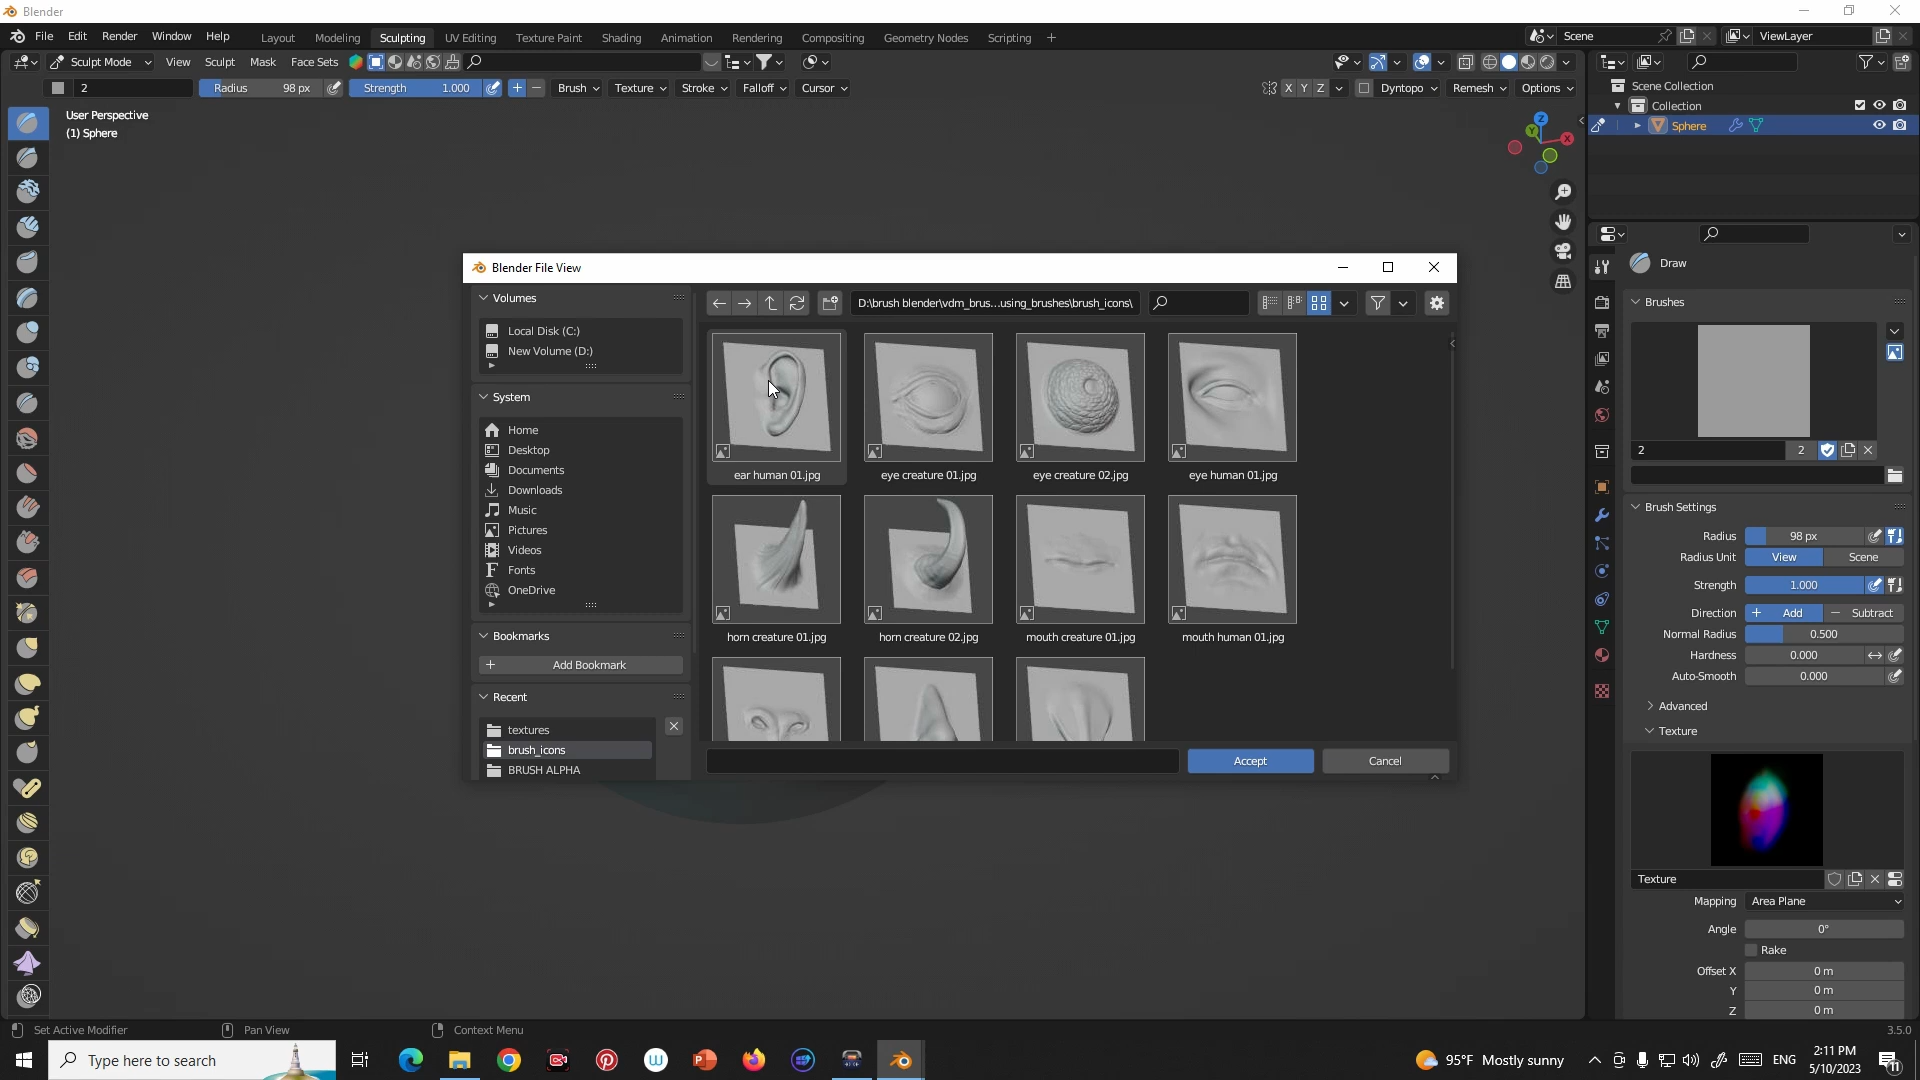 Blender
File Edit Render Window Help
Layout Modeling Sculpting UV Editing Texture Paint Shading Animation Rendering Compositing Geometry Nodes Scripting +
Scene
ViewLayer
Sculpt Mode View Sculpt Mask Face Sets
2 Radius 98 px Strength 1.000 Brush Texture Stroke Falloff Cursor
X Y Z Dyntopo Remesh Options
User Perspective
(1) Sphere
Z
Y
X
Scene Collection
Collection
Sphere
Blender File View
Volumes
Local Disk (C:)
New Volume (D:)
System
Home
Desktop
Documents
Downloads
Music
Pictures
Videos
Fonts
OneDrive
Bookmarks
Add Bookmark
Recent
textures
brush_icons
BRUSH ALPHA
D:\brush blender\vdm_brus...using_brushes\brush_icons\
ear human 01.jpg
eye creature 01.jpg
eye creature 02.jpg
eye human 01.jpg
horn creature 01.jpg
horn creature 02.jpg
mouth creature 01.jpg
mouth human 01.jpg
Accept
Cancel
Draw
Brushes
2 2
Brush Settings
Radius 98 px
Radius Unit View Scene
Strength 1.000
Direction + Add − Subtract
Normal Radius 0.500
Hardness 0.000
Auto-Smooth 0.000
Advanced
Texture
Texture
Mapping Area Plane
Angle 0°
Rake
Offset X 0 m
Y 0 m
Z 0 m
Set Active Modifier
Pan View
Context Menu
3.5.0
Type here to search
95°F Mostly sunny
ENG
2:11 PM
5/10/2023
11